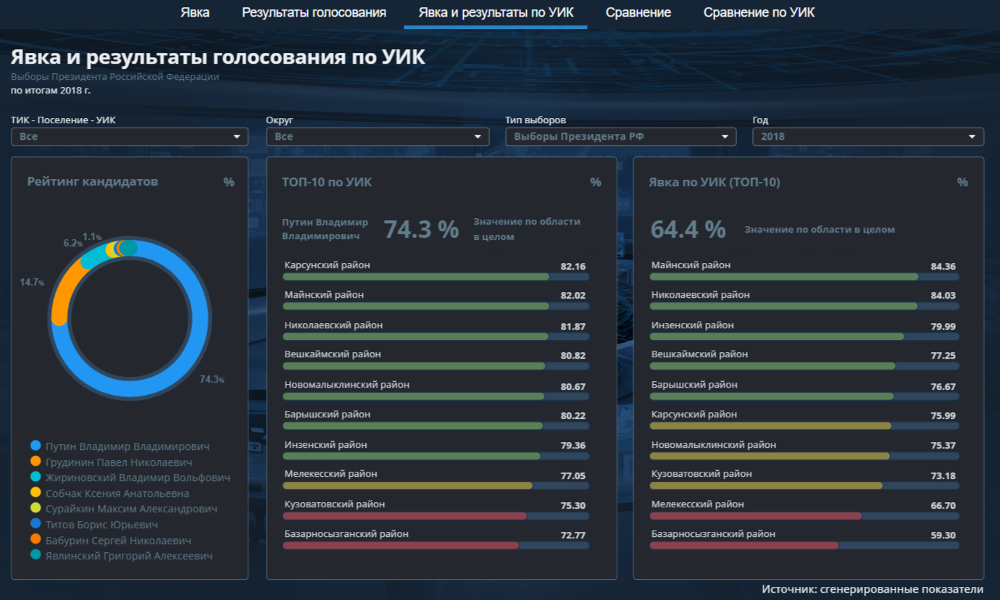 Явка
Результаты голосования
Явка и результаты по УИК
Сравнение
Сравнение по УИК
Явка и результаты голосования по УИК
Выборы Президента Российской Федерации
по итогам 2018 г.
ТИК - Поселение - УИК
Все
Округ
Все
Тип выборов
Выборы Президента РФ
Год
2018
Рейтинг кандидатов %
1.1%
6.2%
14.7%
74.3%
Путин Владимир Владимирович
Грудинин Павел Николаевич
Жириновский Владимир Вольфович
Собчак Ксения Анатольевна
Сурайкин Максим Александрович
Титов Борис Юрьевич
Бабурин Сергей Николаевич
Явлинский Григорий Алексеевич
ТОП-10 по УИК %
Путин Владимир
Владимирович
74.3 %
Значение по области
в целом
Карсунский район 82.16
Майнский район 82.02
Николаевский район 81.87
Вешкаймский район 80.82
Новомалыклинский район 80.67
Барышский район 80.22
Инзенский район 79.36
Мелекесский район 77.05
Кузоватовский район 75.30
Базарносызганский район 72.77
Явка по УИК (ТОП-10) %
64.4 %
Значение по области в целом
Майнский район 84.36
Николаевский район 84.03
Инзенский район 79.99
Вешкаймский район 77.25
Барышский район 76.67
Карсунский район 75.99
Новомалыклинский район 75.37
Кузоватовский район 73.18
Мелекесский район 66.70
Базарносызганский район 59.30
Источник: сгенерированные показатели